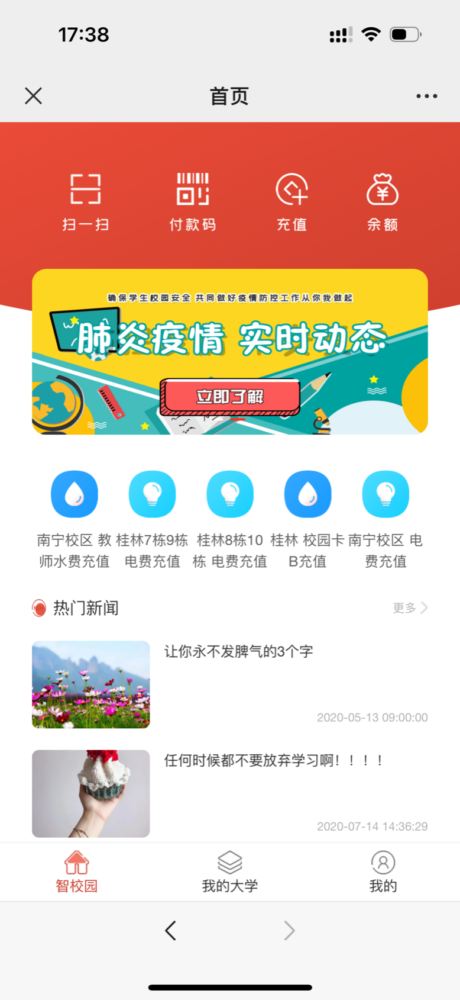 17:38
首页
扫一扫
付款码
充值
余额
确保学生校园安全 共同做好疫情防控工作从你我做起
肺炎疫情 实时动态
立即了解
南宁校区 教
师水费充值
桂林7栋9栋
电费充值
桂林8栋10
栋 电费充值
桂林 校园卡
B充值
南宁校区 电
费充值
热门新闻
更多
让你永不发脾气的3个字
2020-05-13 09:00:00
任何时候都不要放弃学习啊！！！！
2020-07-14 14:36:29
智校园
我的大学
我的